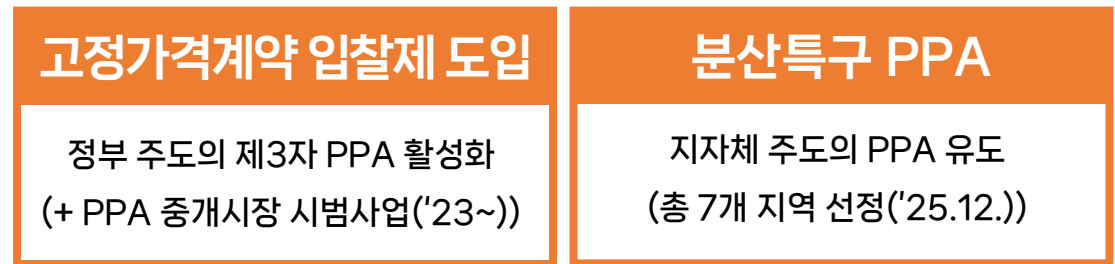 고정가격계약 입찰제 도입
정부 주도의 제3자 PPA 활성화
(+ PPA 중개시장 시범사업(‘23~))
분산특구 PPA
지자체 주도의 PPA 유도
(총 7개 지역 선정('25.12.))